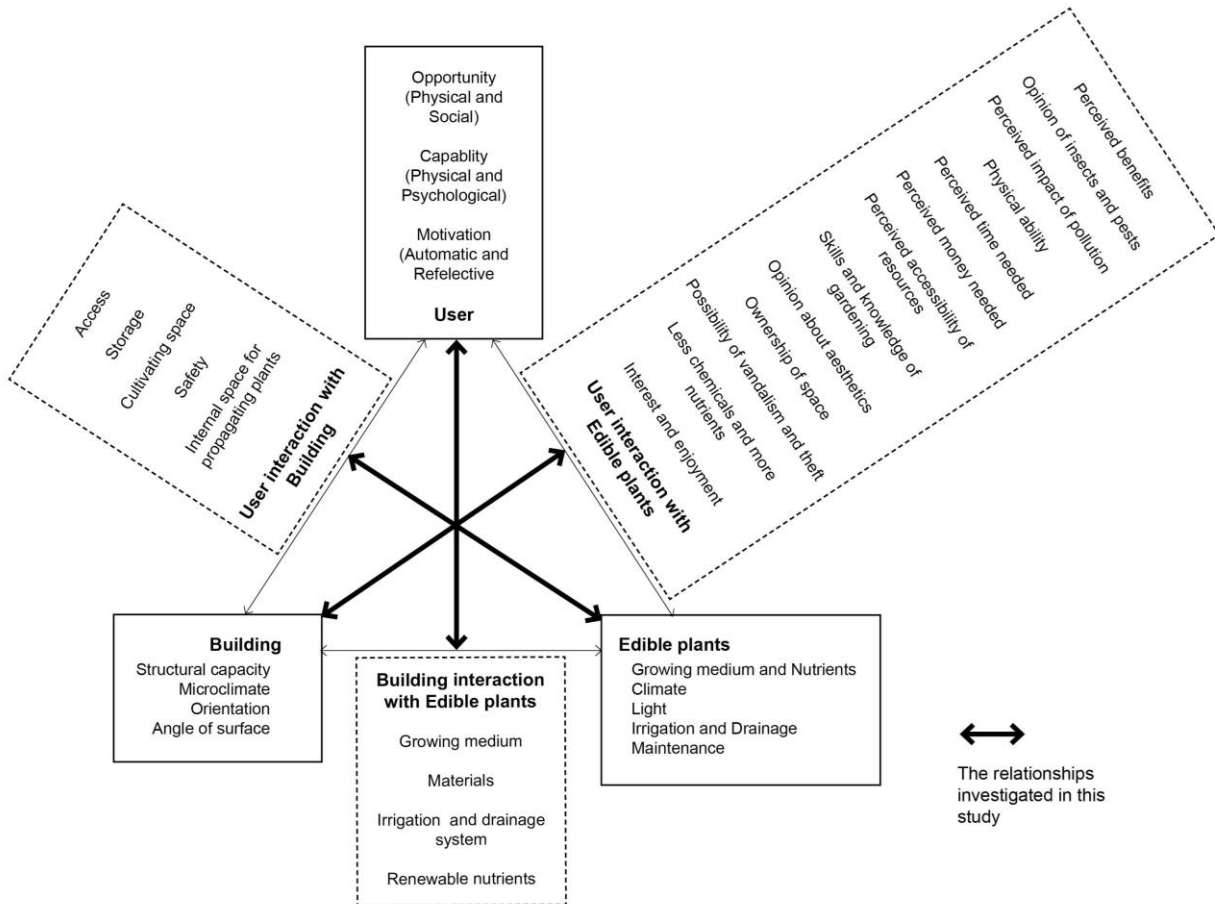 Opportunity
(Physical and
Social)
Capablity
(Physical and
Psychological)
Motivation
(Automatic and
Refelective
User
Access
Storage
Cultivating space
Safety
Internal space for
propagating plants
User interaction with
Building
Perceived benefits
Opinion of insects and pests
Perceived impact of pollution
Physical ability
Perceived time needed
Perceived money needed
Perceived accessibility of
resources
Skills and knowledge of
gardening
Opinion about aesthetics
Ownership of space
Possibility of vandalism and theft
Less chemicals and more
nutrients
Interest and enjoyment
User interaction with
Edible plants
Building
Structural capacity
Microclimate
Orientation
Angle of surface
Building interaction
with Edible plants
Growing medium
Materials
Irrigation and drainage
system
Renewable nutrients
Edible plants
Growing medium and Nutrients
Climate
Light
Irrigation and Drainage
Maintenance
The relationships
investigated in this
study